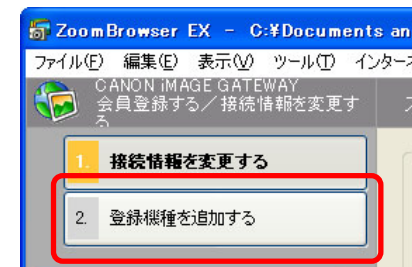 ZoomBrowser EX - C:¥Documents an
ファイル(F) 編集(E) 表示(V) ツール(T) インター
CANON iMAGE GATEWAY
会員登録する／接続情報を変更す
る
1. 接続情報を変更する
2. 登録機種を追加する